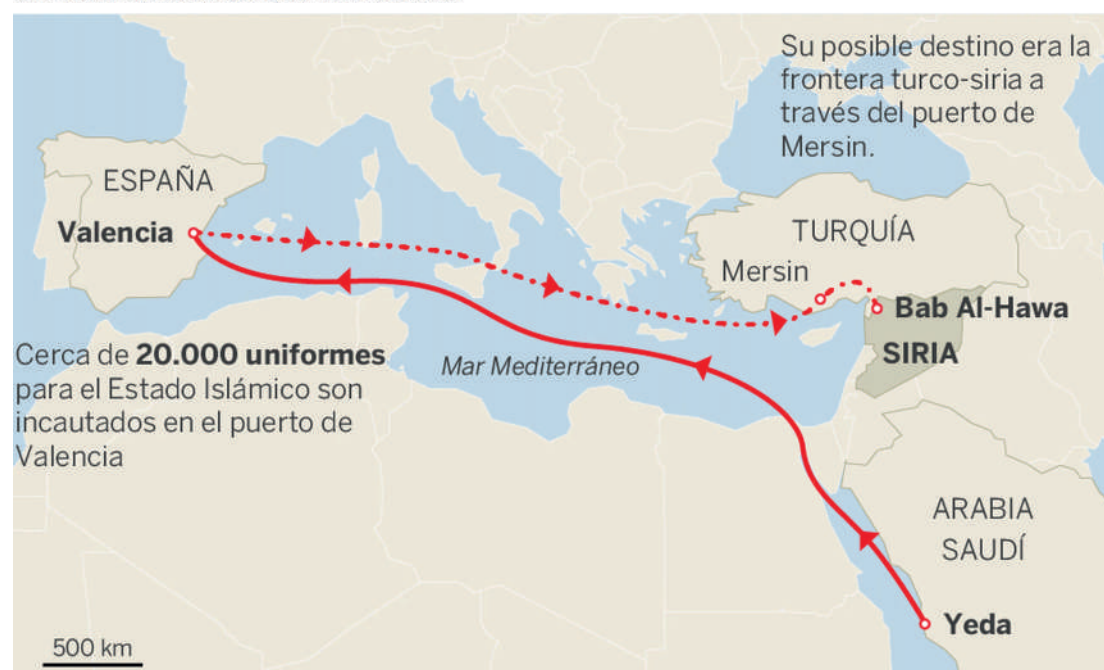 Su posible destino era la
frontera turco-siria a
través del puerto de
Mersin.
ESPAÑA
Valencia
TURQUÍA
Mersin
Bab Al-Hawa
SIRIA
Mar Mediterráneo
Cerca de 20.000 uniformes
para el Estado Islámico son
incautados en el puerto de
Valencia
ARABIA
SAUDÍ
Yeda
500 km